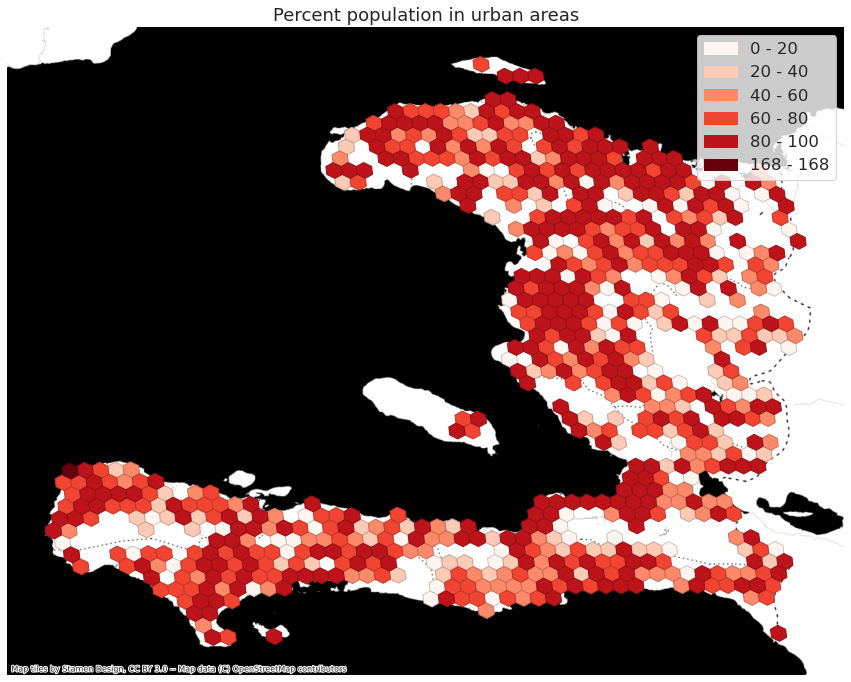 Percent population in urban areas
0 - 20
20 - 40
40 - 60
60 - 80
80 - 100
168 - 168
Map tiles by Stamen Design, CC BY 3.0 -- Map data (C) OpenStreetMap contributors